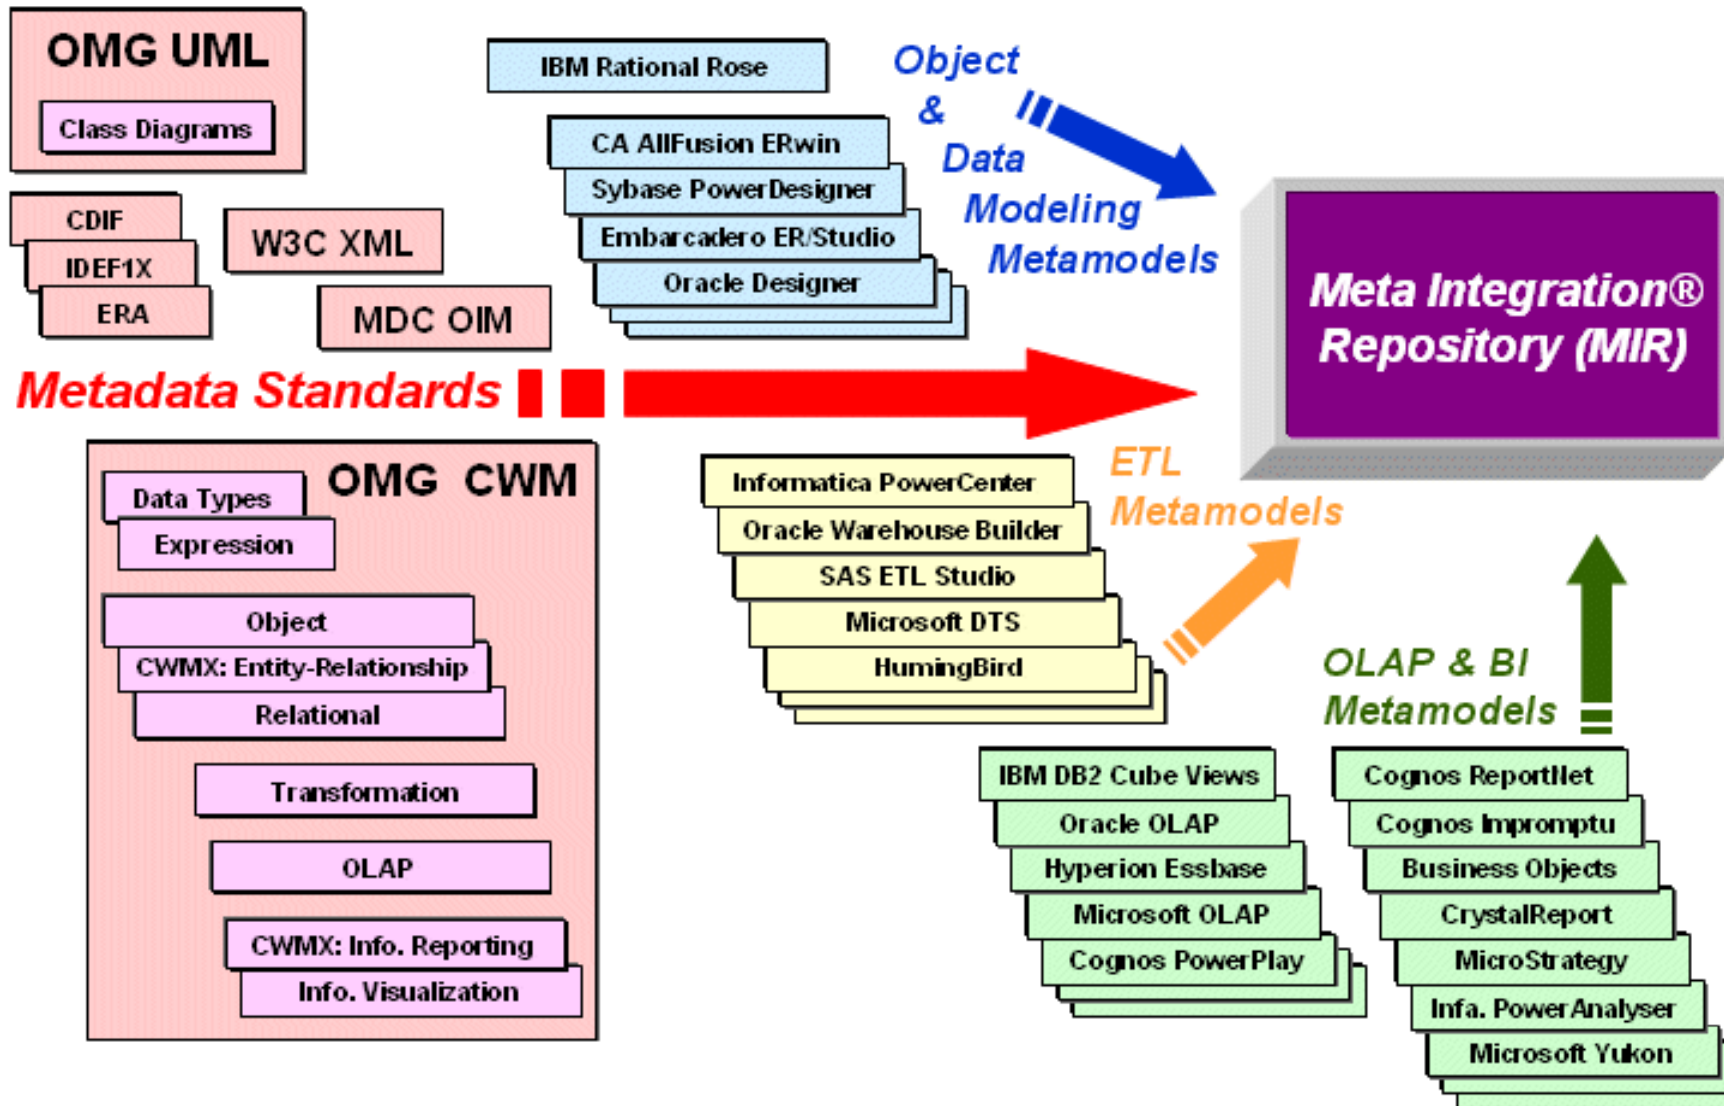 OMG UML
Class Diagrams
CDIF
IDEF1X
ERA
W3C XML
MDC OIM
IBM Rational Rose
CA AllFusion ERwin
Sybase PowerDesigner
Embarcadero ER/Studio
Oracle Designer
Object
&
Data
Modeling
Metamodels
Meta Integration®
Repository (MIR)
Metadata Standards
OMG CWM
Data Types
Expression
Object
CWMX: Entity-Relationship
Relational
Transformation
OLAP
CWMX: Info. Reporting
Info. Visualization
Informatica PowerCenter
Oracle Warehouse Builder
SAS ETL Studio
Microsoft DTS
HumingBird
ETL
Metamodels
OLAP & BI
Metamodels
IBM DB2 Cube Views
Oracle OLAP
Hyperion Essbase
Microsoft OLAP
Cognos PowerPlay
Cognos ReportNet
Cognos Impromptu
Business Objects
CrystalReport
MicroStrategy
Infa. PowerAnalyser
Microsoft Yukon